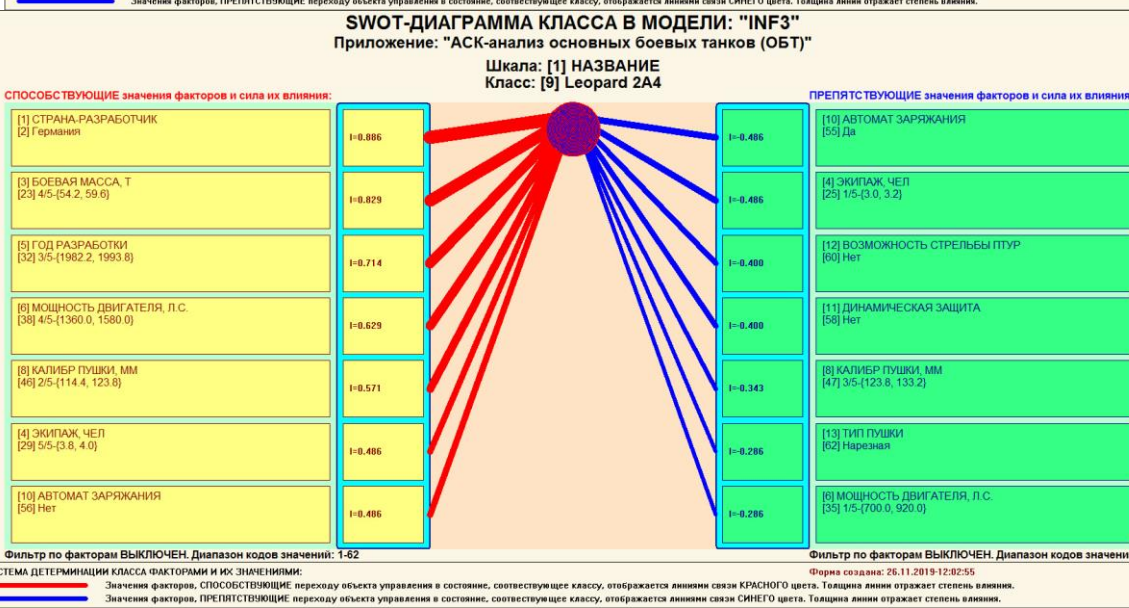 Значения факторов, ПРЕПЯТСТВУЮЩИЕ переходу объекта управления в состояние, соотвествующее классу, отображается линиями связи СИНЕГО цвета. Толщина линии отражает степень влияния.
SWOT-ДИАГРАММА КЛАССА В МОДЕЛИ: "INF3"
Приложение: "АСК-анализ основных боевых танков (ОБТ)"
Шкала: [1] НАЗВАНИЕ
Класс: [9] Leopard 2A4
СПОСОБСТВУЮЩИЕ значения факторов и сила их влияния:
ПРЕПЯТСТВУЮЩИЕ значения факторов и сила их влияния
[1] СТРАНА-РАЗРАБОТЧИК
[2] Германия
I=0.886
I=-0.486
[10] АВТОМАТ ЗАРЯЖАНИЯ
[55] Да
[3] БОЕВАЯ МАССА, Т
[23] 4/5-{54.2, 59.6}
I=0.829
I=-0.486
[4] ЭКИПАЖ, ЧЕЛ
[25] 1/5-{3.0, 3.2}
[5] ГОД РАЗРАБОТКИ
[32] 3/5-{1982.2, 1993.8}
I=0.714
I=-0.400
[12] ВОЗМОЖНОСТЬ СТРЕЛЬБЫ ПТУР
[60] Нет
[6] МОЩНОСТЬ ДВИГАТЕЛЯ, Л.С.
[38] 4/5-{1360.0, 1580.0}
I=0.629
I=-0.400
[11] ДИНАМИЧЕСКАЯ ЗАЩИТА
[58] Нет
[8] КАЛИБР ПУШКИ, ММ
[46] 2/5-{114.4, 123.8}
I=0.571
I=-0.343
[8] КАЛИБР ПУШКИ, ММ
[47] 3/5-{123.8, 133.2}
[4] ЭКИПАЖ, ЧЕЛ
[29] 5/5-{3.8, 4.0}
I=0.486
I=-0.286
[13] ТИП ПУШКИ
[62] Нарезная
[10] АВТОМАТ ЗАРЯЖАНИЯ
[56] Нет
I=0.486
I=-0.286
[6] МОЩНОСТЬ ДВИГАТЕЛЯ, Л.С.
[35] 1/5-{700.0, 920.0}
Фильтр по факторам ВЫКЛЮЧЕН. Диапазон кодов значений: 1-62
Фильтр по факторам ВЫКЛЮЧЕН. Диапазон кодов значени
СТЕМА ДЕТЕРМИНАЦИИ КЛАССА ФАКТОРАМИ И ИХ ЗНАЧЕНИЯМИ:
Форма создана: 26.11.2019-12:02:55
Значения факторов, СПОСОБСТВУЮЩИЕ переходу объекта управления в состояние, соотвествующее классу, отображается линиями связи КРАСНОГО цвета. Толщина линии отражает степень влияния.
Значения факторов, ПРЕПЯТСТВУЮЩИЕ переходу объекта управления в состояние, соотвествующее классу, отображается линиями связи СИНЕГО цвета. Толщина линии отражает степень влияния.